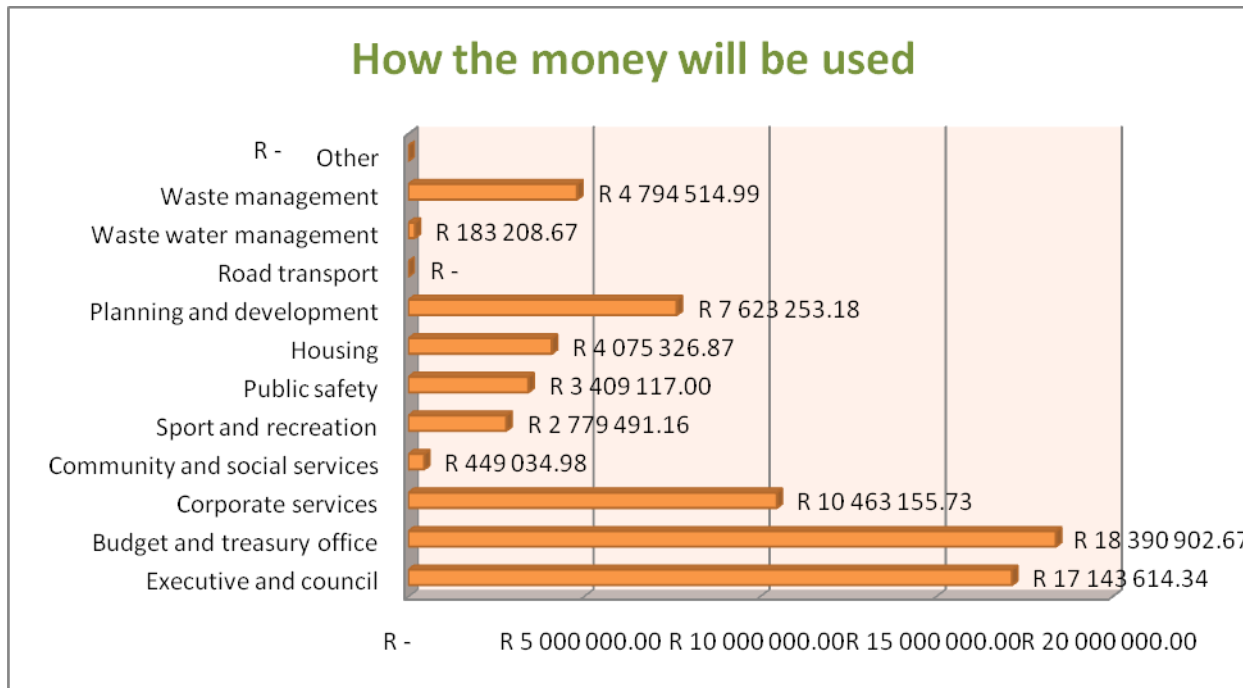 How the money will be used
R - Other
Waste management R 4 794 514.99
Waste water management R 183 208.67
Road transport R -
Planning and development R 7 623 253.18
Housing R 4 075 326.87
Public safety R 3 409 117.00
Sport and recreation R 2 779 491.16
Community and social services R 449 034.98
Corporate services R 10 463 155.73
Budget and treasury office R 18 390 902.67
Executive and council R 17 143 614.34
R - R 5 000 000.00 R 10 000 000.00 R 15 000 000.00 R 20 000 000.00